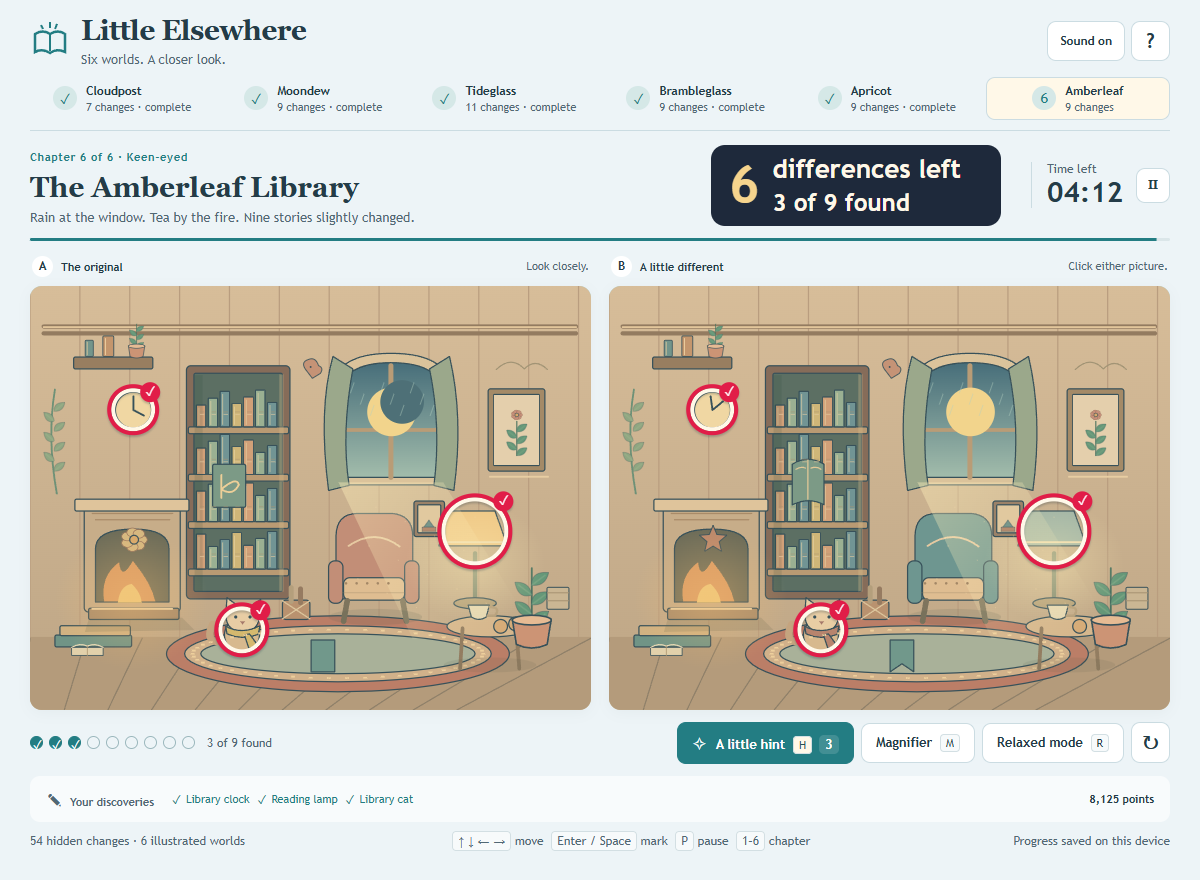 Little Elsewhere
Six worlds. A closer look.
Sound on
?
Cloudpost
7 changes · complete
Moondew
9 changes · complete
Tideglass
11 changes · complete
Brambleglass
9 changes · complete
Apricot
9 changes · complete
6
Amberleaf
9 changes
Chapter 6 of 6 · Keen-eyed
The Amberleaf Library
Rain at the window. Tea by the fire. Nine stories slightly changed.
6
differences left
3 of 9 found
Time left
04:12
A The original
Look closely.
B A little different
Click either picture.
3 of 9 found
A little hint H 3
Magnifier M
Relaxed mode R
Your discoveries
✓ Library clock ✓ Reading lamp ✓ Library cat
8,125 points
54 hidden changes · 6 illustrated worlds
↑ ↓ ← → move Enter / Space mark P pause 1-6 chapter
Progress saved on this device